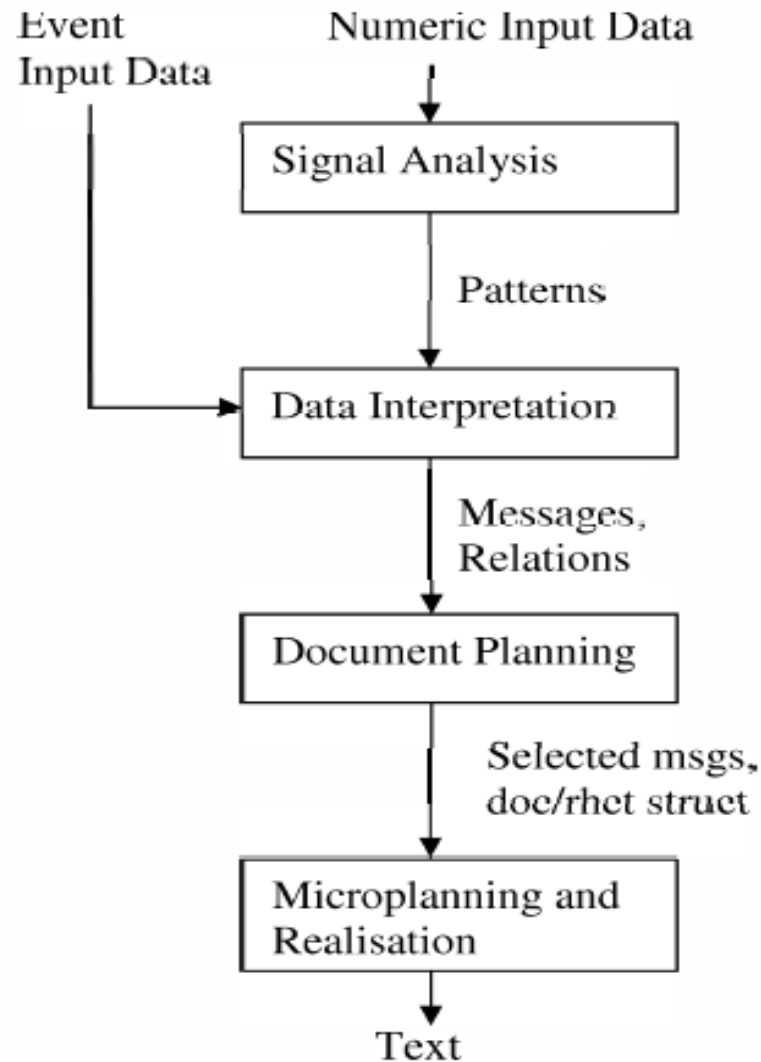 Event
Input Data
Numeric Input Data
Signal Analysis
Patterns
Data Interpretation
Messages,
Relations
Document Planning
Selected msgs,
doc/rhet struct
Microplanning and
Realisation
Text